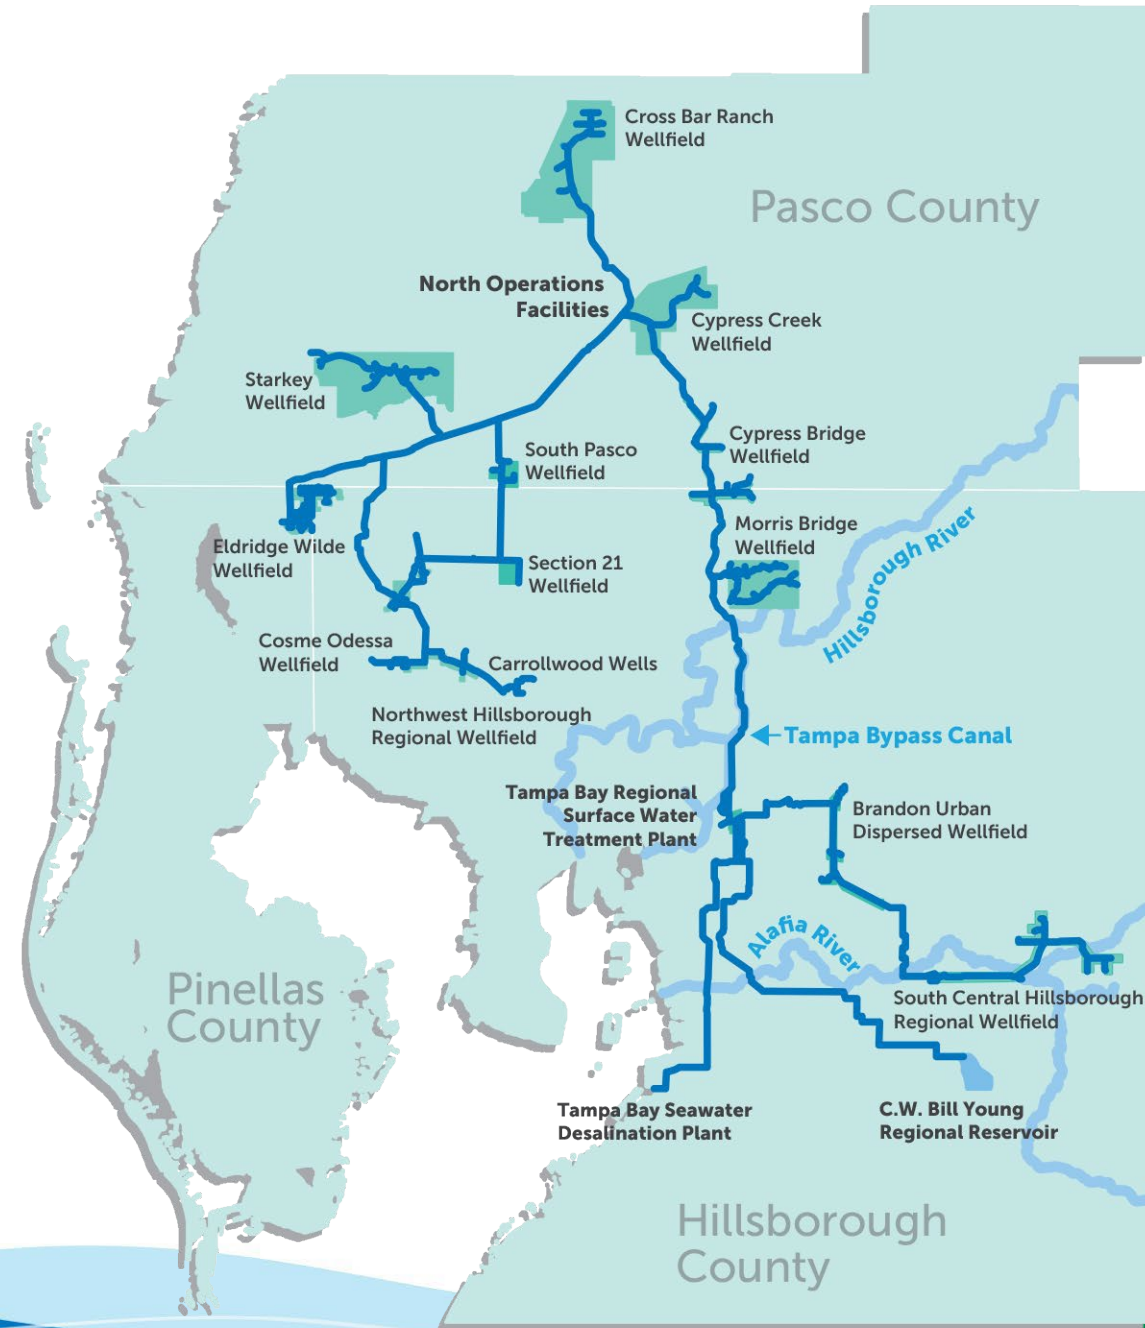 Cross Bar Ranch
Wellfield
Pasco County
North Operations
Facilities
Cypress Creek
Wellfield
Starkey
Wellfield
Cypress Bridge
Wellfield
South Pasco
Wellfield
Hillsborough River
Morris Bridge
Wellfield
Eldridge Wilde
Wellfield
Section 21
Wellfield
Cosme Odessa
Wellfield
Carrollwood Wells
Northwest Hillsborough
Regional Wellfield
Tampa Bypass Canal
Tampa Bay Regional
Surface Water
Treatment Plant
Brandon Urban
Dispersed Wellfield
Alafia River
Pinellas
County
South Central Hillsborough
Regional Wellfield
Tampa Bay Seawater
Desalination Plant
C.W. Bill Young
Regional Reservoir
Hillsborough
County